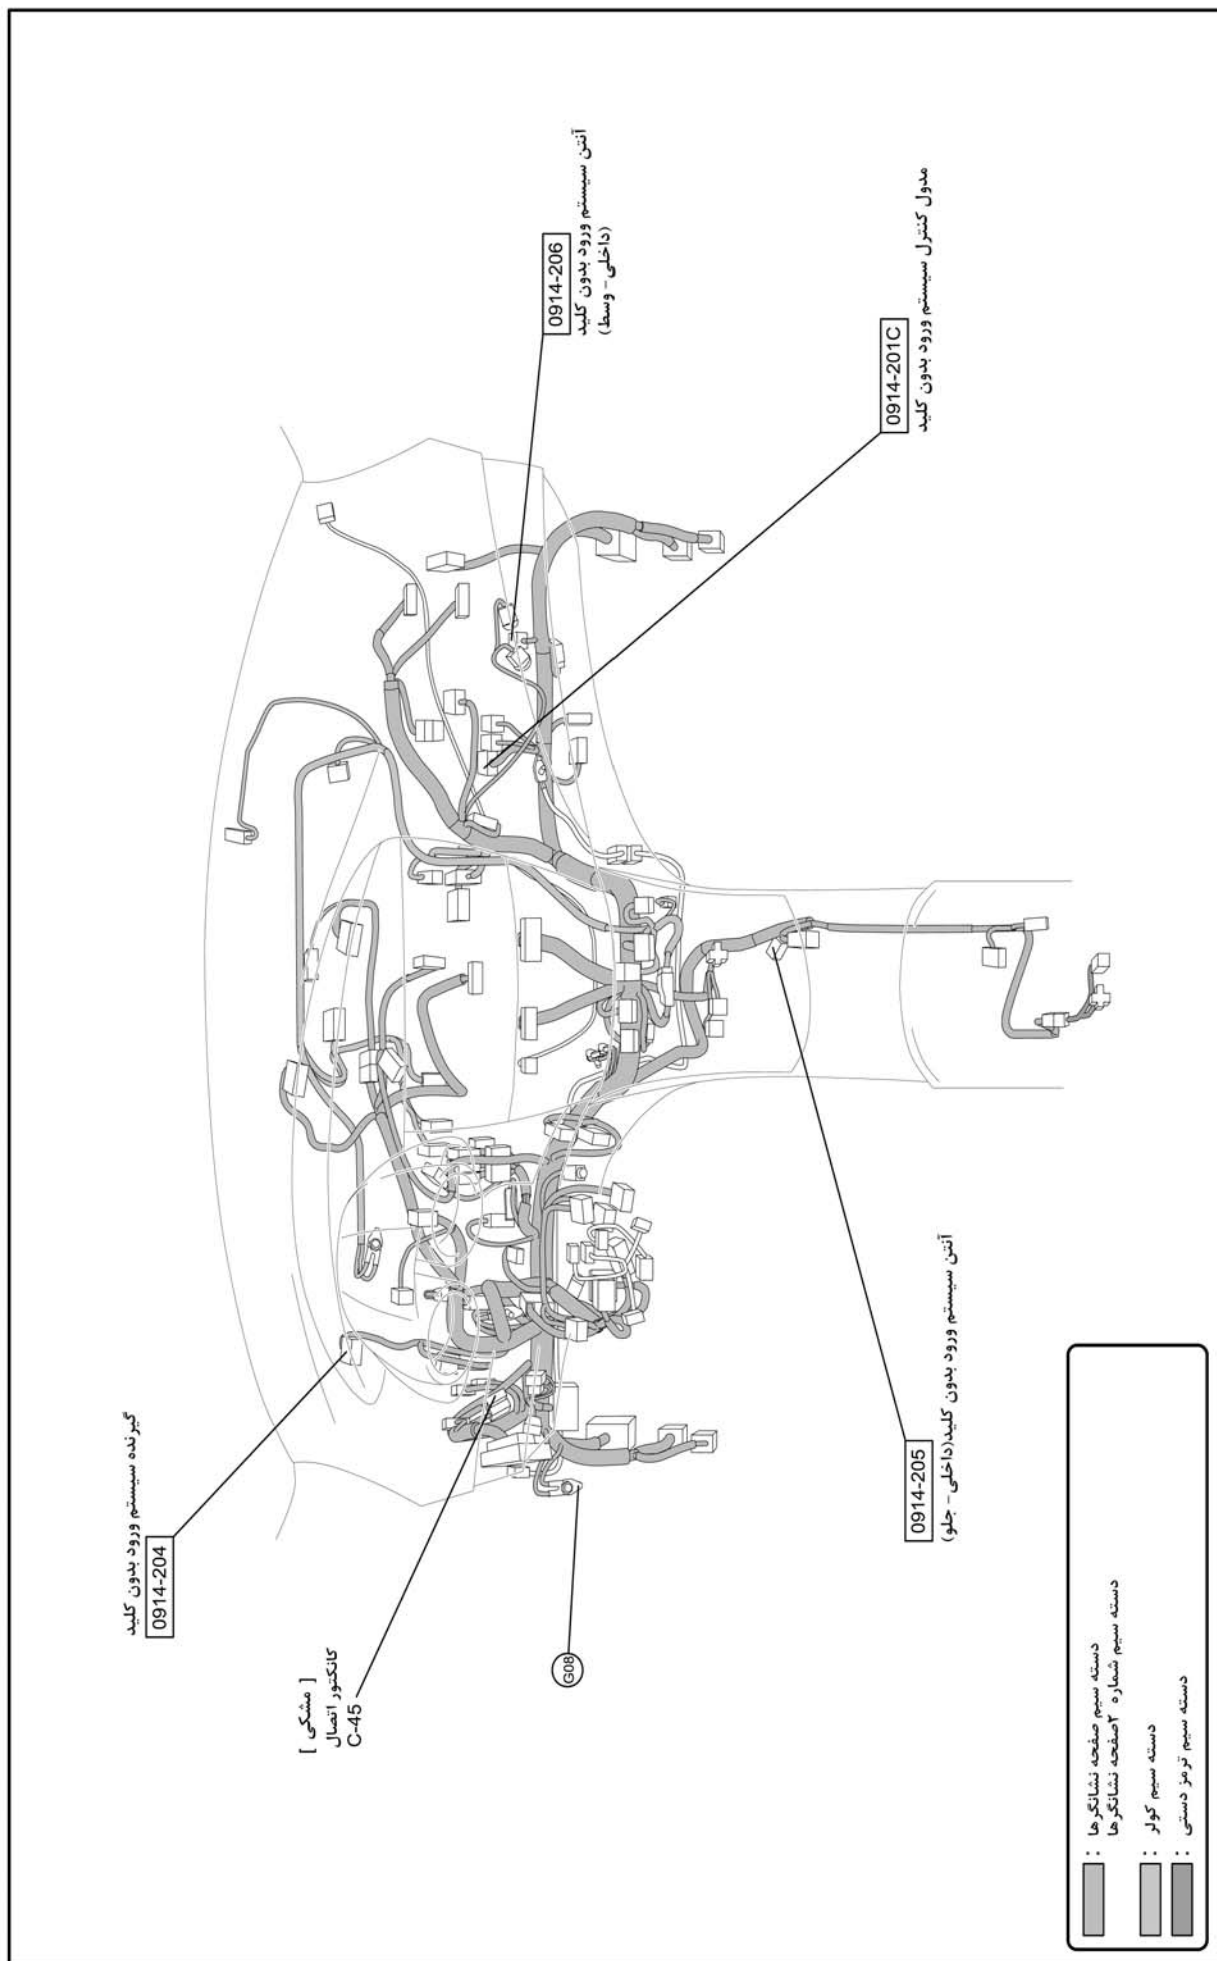 گیرنده سیستم ورود بدون کلید
0914-204
[ مشکی ]
کانکتور اتصال
C-45
G08
0914-206
آنتن سیستم ورود بدون کلید
(داخلی - وسط)
0914-201C
مدول کنترل سیستم ورود بدون کلید
0914-205
آنتن سیستم ورود بدون کلید(داخلی - جلو)
: دسته سیم صفحه نشانگرها
دسته سیم شماره ۲صفحه نشانگرها
: دسته سیم کولر
: دسته سیم ترمز دستی